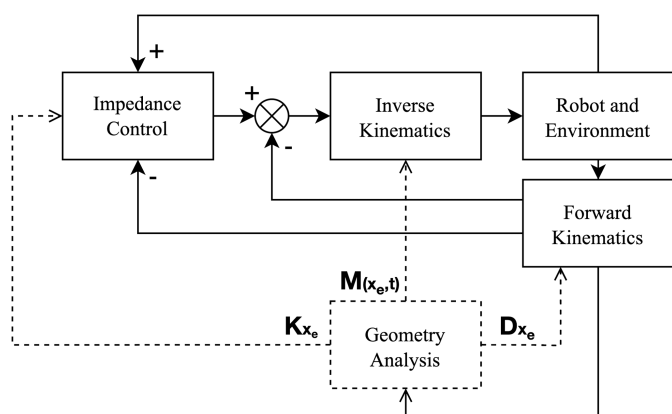 +
Impedance
Control
+
-
Inverse
Kinematics
Robot and
Environment
-
Forward
Kinematics
M(xe,t)
Kxe
Geometry
Analysis
Dxe